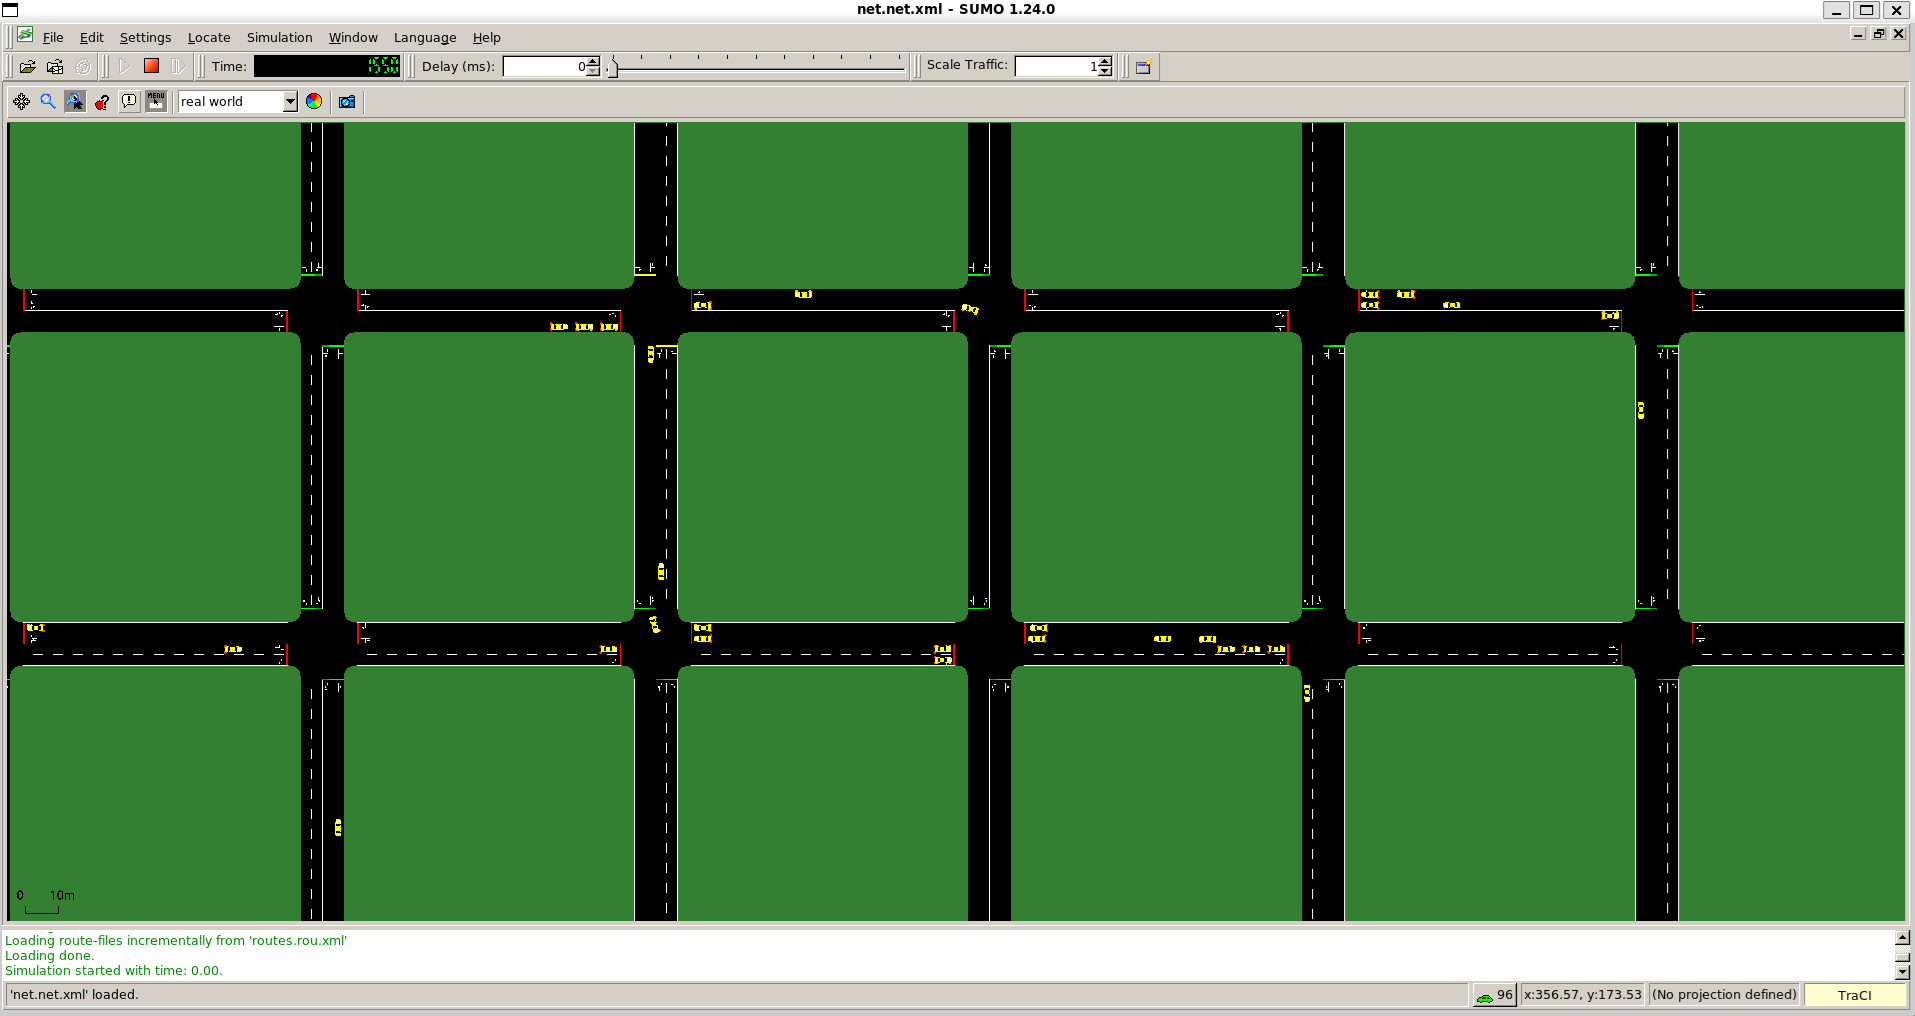 net.net.xml - SUMO 1.24.0
File Edit Settings Locate Simulation Window Language Help
Time: Delay (ms): 0 Scale Traffic: 1
MENU real world
0 10m
Loading route-files incrementally from 'routes.rou.xml'
Loading done.
Simulation started with time: 0.00.
'net.net.xml' loaded. 96 x:356.57, y:173.53 (No projection defined) TraCI